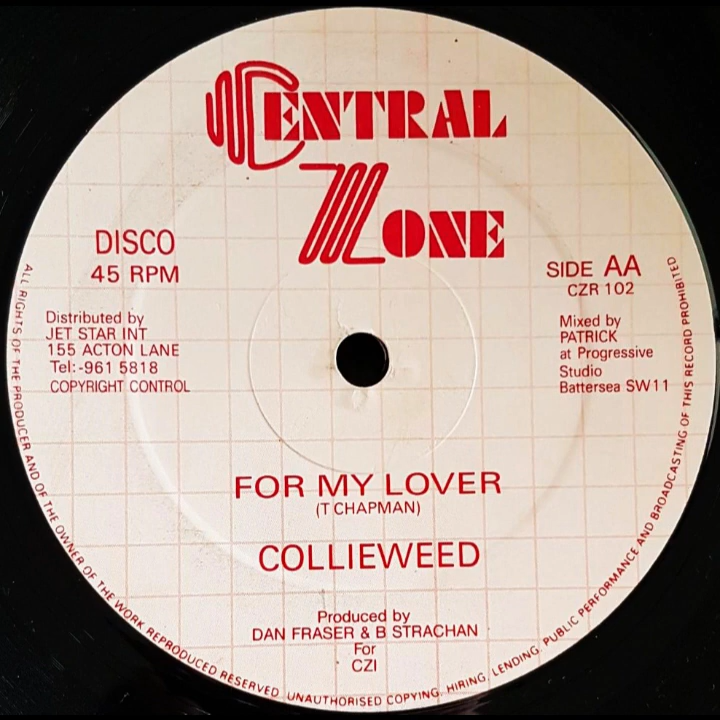 CENTRAL
ZONE
DISCO
45 RPM
SIDE AA
CZR 102
Distributed by
JET STAR INT
155 ACTON LANE
Tel:-961 5818
COPYRIGHT CONTROL
Mixed by
PATRICK
at Progressive
Studio
Battersea SW11
FOR MY LOVER
(T CHAPMAN)
COLLIEWEED
Produced by
DAN FRASER & B STRACHAN
For
CZI
ALL RIGHTS OF THE PRODUCER AND OF THE OWNER OF THE WORK REPRODUCED RESERVED. UNAUTHORISED COPYING, HIRING, LENDING, PUBLIC PERFORMANCE AND BROADCASTING OF THIS RECORD PROHIBITED